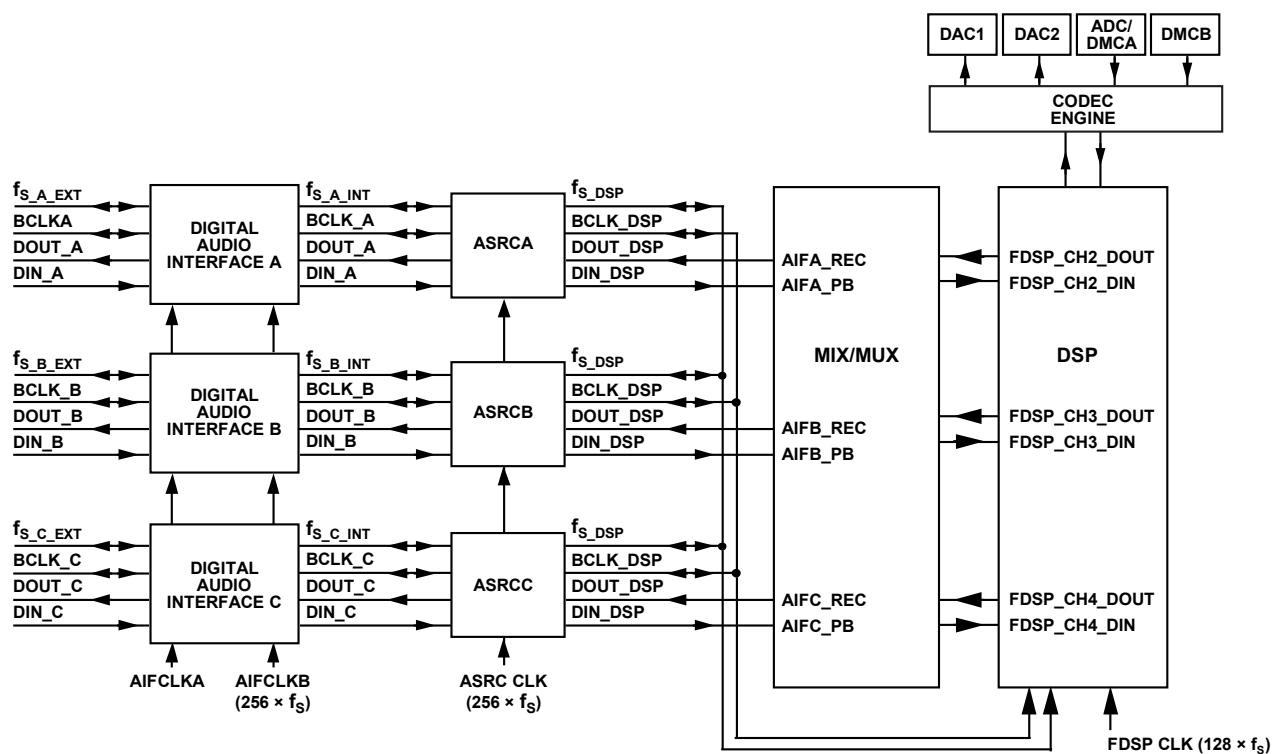 DAC1
DAC2
ADC/
DMCA
DMCB
CODEC
ENGINE
fS_A_EXT
BCLKA
DOUT_A
DIN_A
DIGITAL
AUDIO
INTERFACE A
fS_A_INT
BCLK_A
DOUT_A
DIN_A
ASRCA
fS_DSP
BCLK_DSP
DOUT_DSP
DIN_DSP
AIFA_REC
AIFA_PB
FDSP_CH2_DOUT
FDSP_CH2_DIN
fS_B_EXT
BCLK_B
DOUT_B
DIN_B
DIGITAL
AUDIO
INTERFACE B
fS_B_INT
BCLK_B
DOUT_B
DIN_B
ASRCB
fS_DSP
BCLK_DSP
DOUT_DSP
DIN_DSP
MIX/MUX
DSP
AIFB_REC
AIFB_PB
FDSP_CH3_DOUT
FDSP_CH3_DIN
fS_C_EXT
BCLK_C
DOUT_C
DIN_C
DIGITAL
AUDIO
INTERFACE C
fS_C_INT
BCLK_C
DOUT_C
DIN_C
ASRCC
fS_DSP
BCLK_DSP
DOUT_DSP
DIN_DSP
AIFC_REC
AIFC_PB
FDSP_CH4_DOUT
FDSP_CH4_DIN
AIFCLKA
AIFCLKB
(256 × fS)
ASRC CLK
(256 × fS)
FDSP CLK (128 × fS)